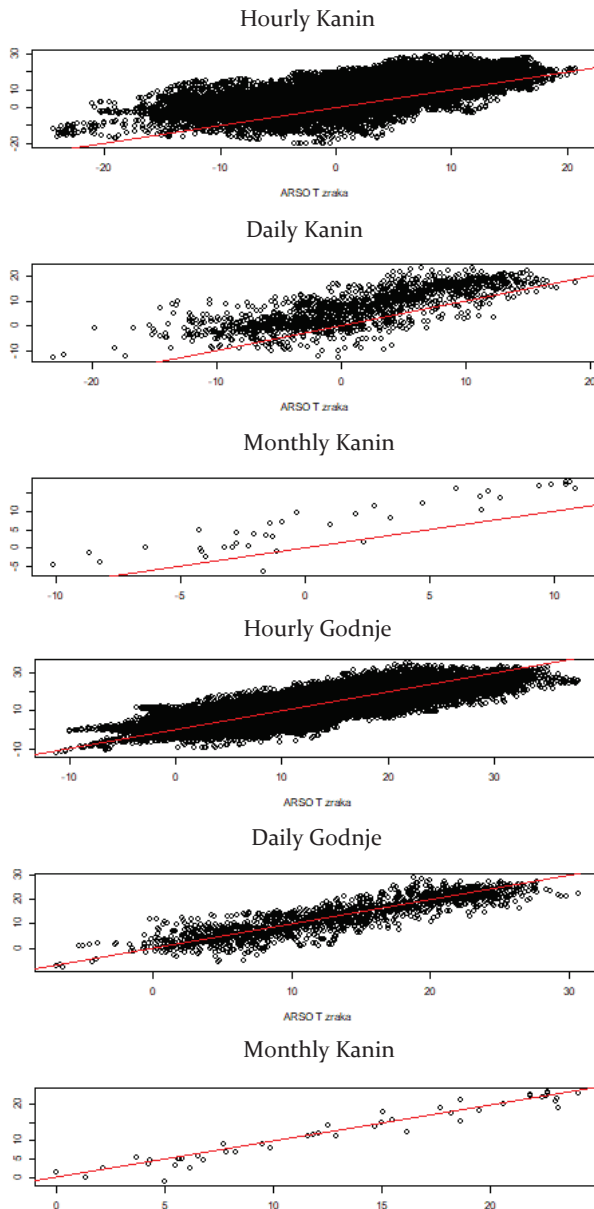 Hourly Kanin
30
10
0
-20
-20 -10 0 10 20
ARSO T zraka
Daily Kanin
20
10
0
-10
-20 -10 0 10 20
ARSO T zraka
Monthly Kanin
10
5
0
-5
-10 -5 0 5 10
Hourly Godnje
30
10
-10
-10 0 10 20 30
ARSO T zraka
Daily Godnje
30
20
10
0
0 10 20 30
ARSO T zraka
Monthly Kanin
20
10
5
0
0 5 10 15 20